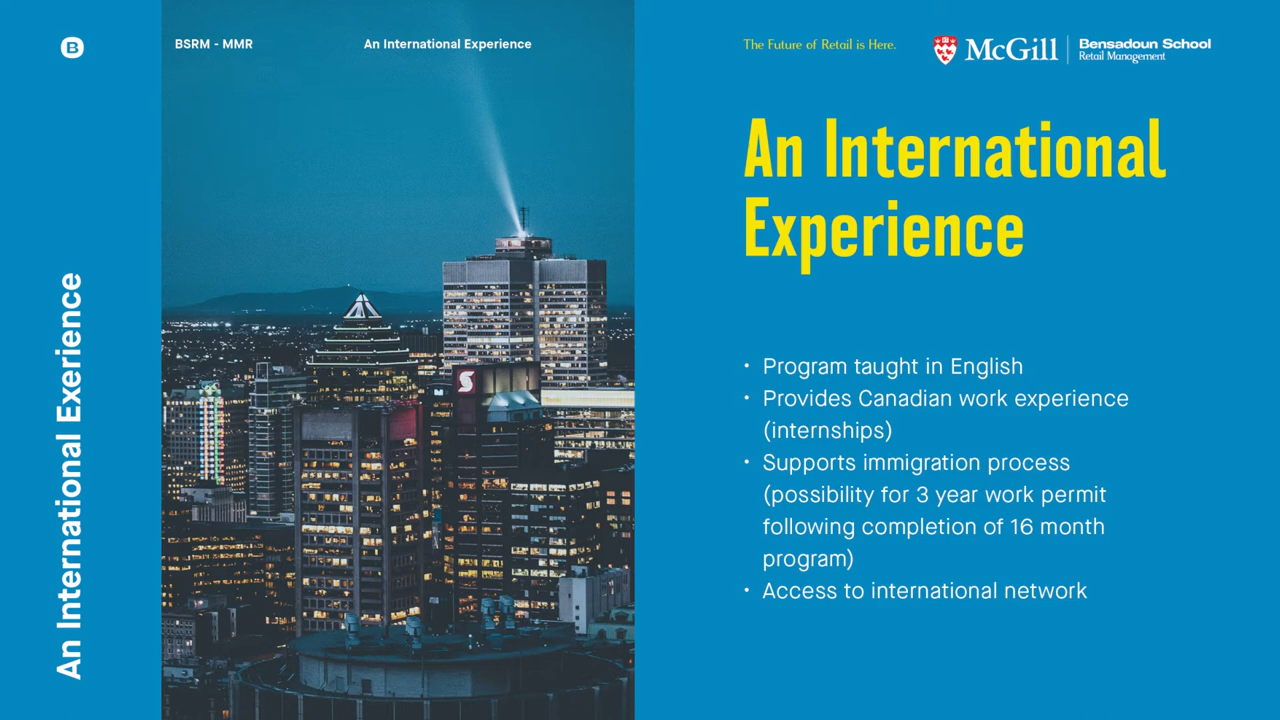 B
An International Exerience
BSRM - MMR
An International Experience
The Future of Retail is Here.
McGill
Bensadoun School
Retail Management
An International
Experience
• Program taught in English
• Provides Canadian work experience
(internships)
• Supports immigration process
(possibility for 3 year work permit
following completion of 16 month
program)
• Access to international network